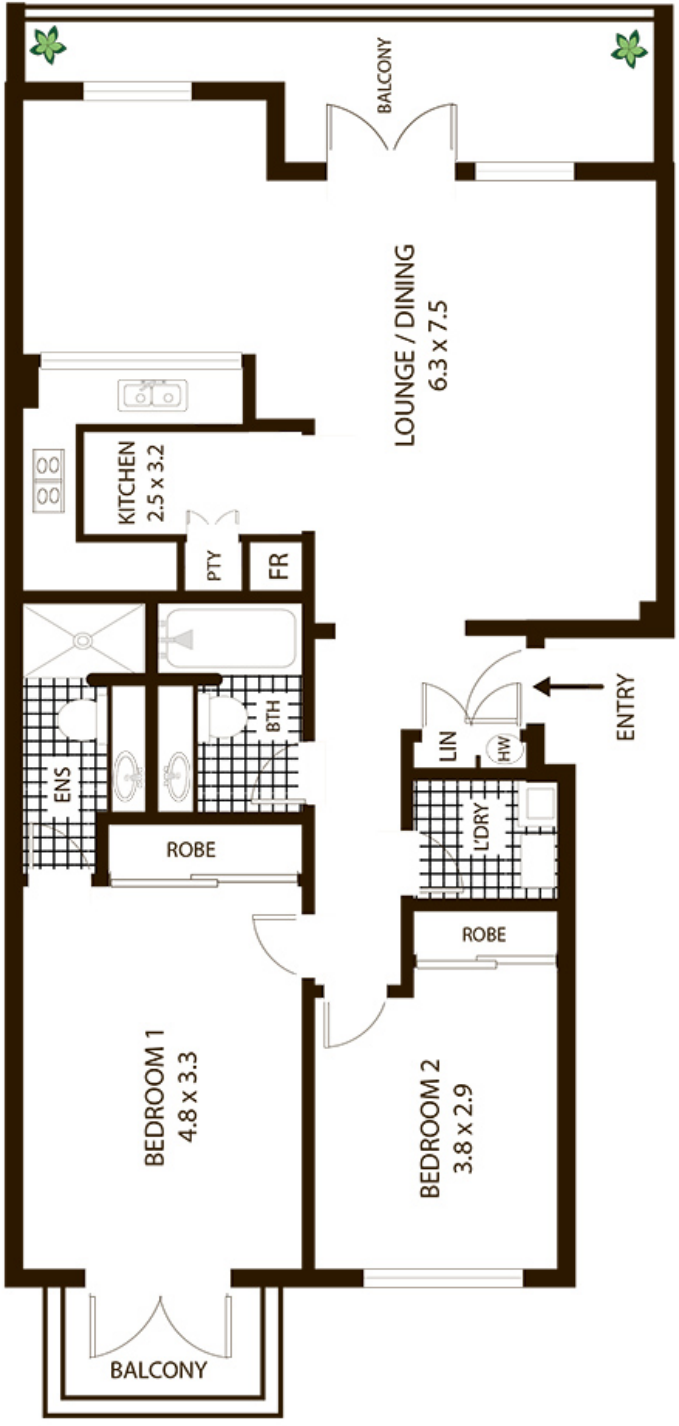 BALCONY
LOUNGE / DINING
6.3 x 7.5
KITCHEN
2.5 x 3.2
PTY
FR
BTH
ENS
ENTRY
LIN
HW
L'DRY
ROBE
ROBE
BEDROOM 1
4.8 x 3.3
BEDROOM 2
3.8 x 2.9
BALCONY